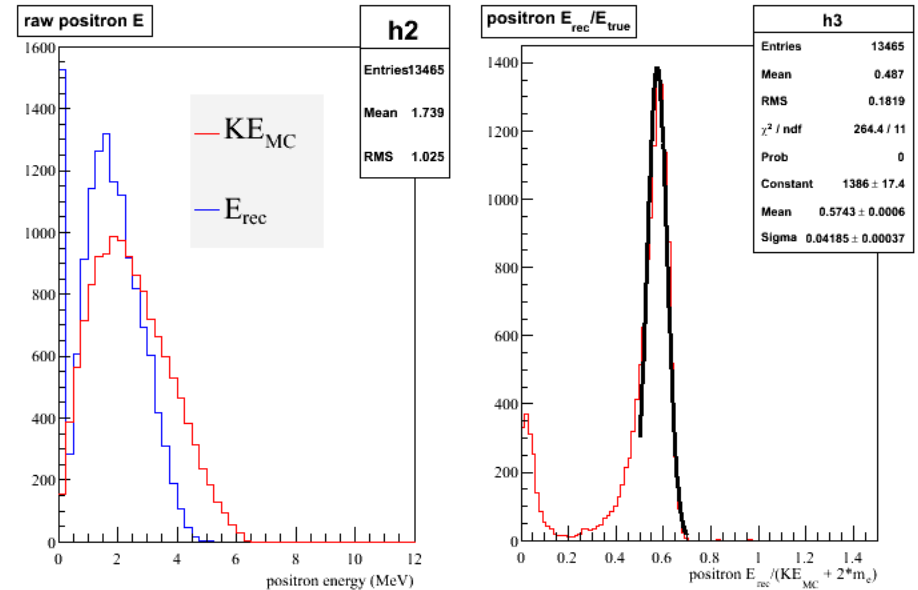 raw positron E
h2
Entries13465
Mean 1.739
RMS 1.025
KE_MC
E_rec
1600
1400
1200
1000
800
600
400
200
0
0 2 4 6 8 10 12
positron energy (MeV)
positron E_rec/E_true
h3
Entries 13465
Mean 0.487
RMS 0.1819
χ² / ndf 264.4 / 11
Prob 0
Constant 1386 ± 17.4
Mean 0.5743 ± 0.0006
Sigma 0.04185 ± 0.00037
1400
1200
1000
800
600
400
200
0
0 0.2 0.4 0.6 0.8 1 1.2 1.4
positron E_rec/(KE_MC + 2*m_e)